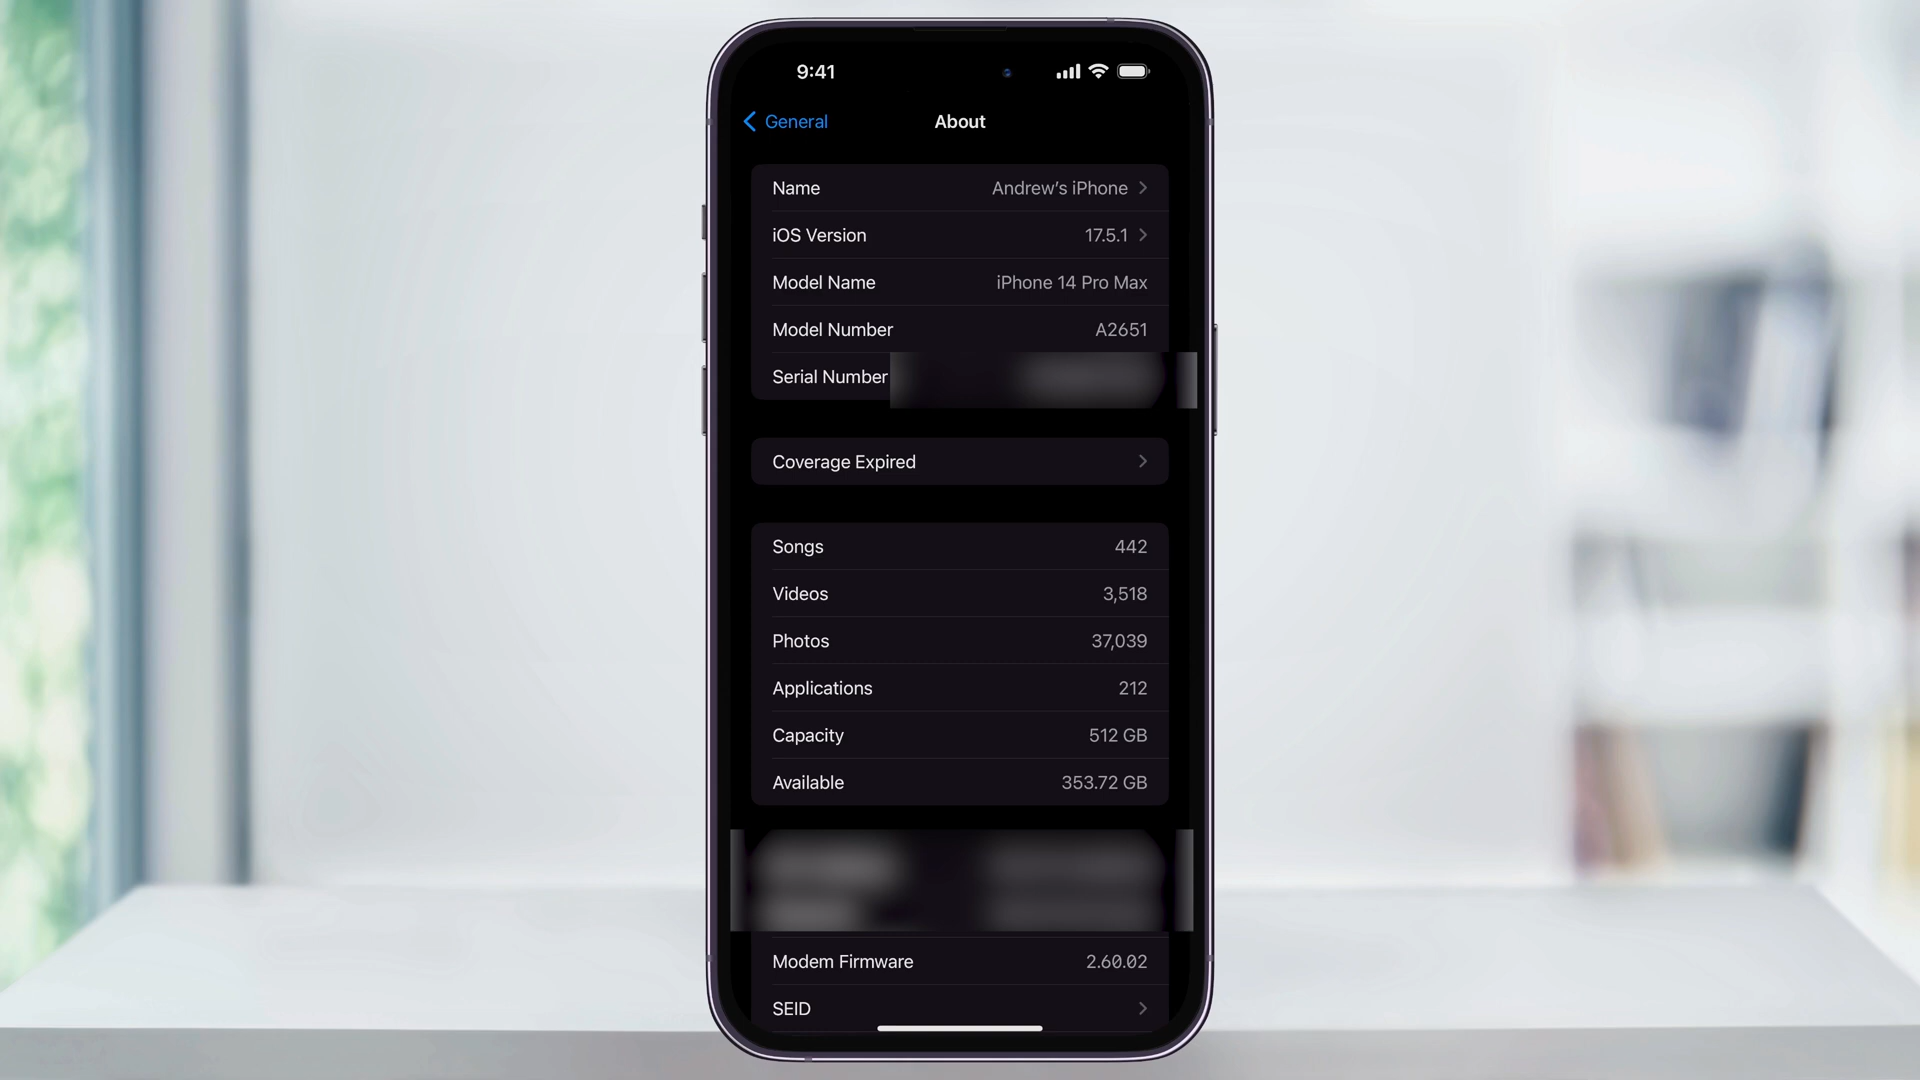 9:41
General
About
Name Andrew's iPhone
iOS Version 17.5.1
Model Name iPhone 14 Pro Max
Model Number A2651
Serial Number
Coverage Expired
Songs 442
Videos 3,518
Photos 37,039
Applications 212
Capacity 512 GB
Available 353.72 GB
Modem Firmware 2.60.02
SEID